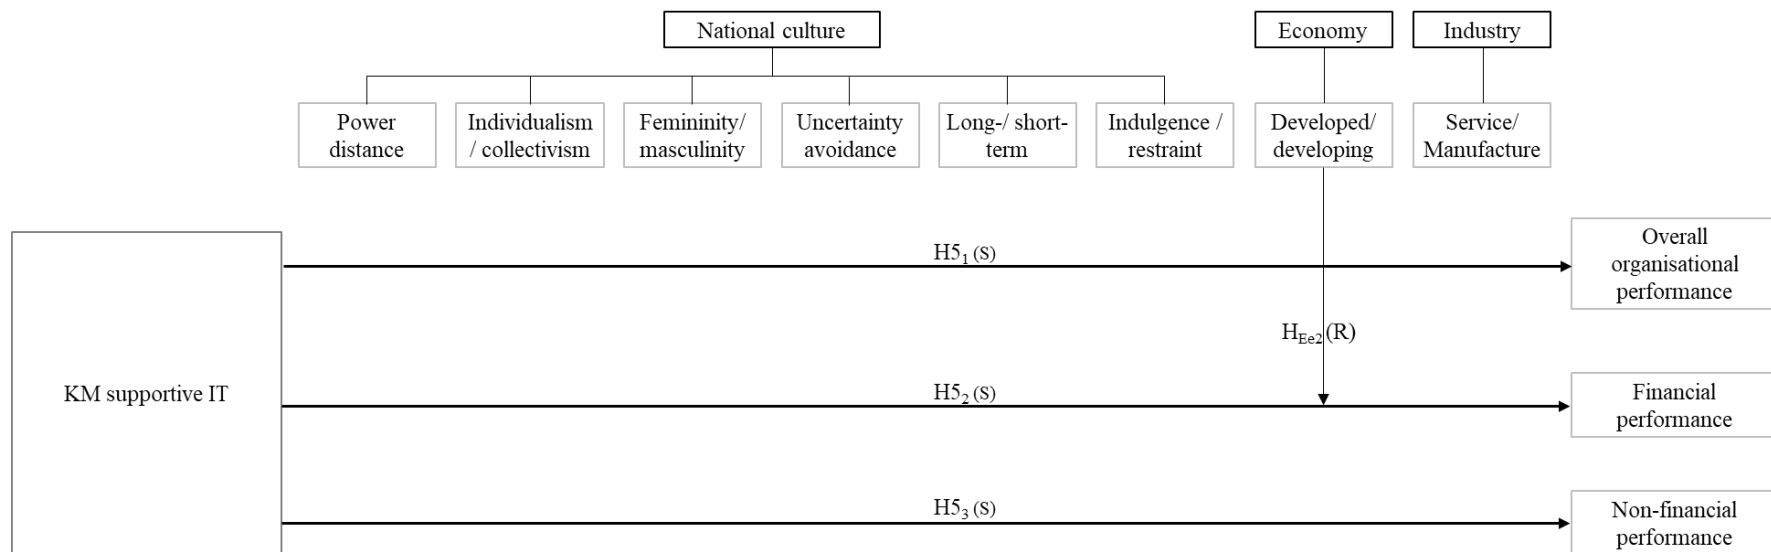 National culture
Economy
Industry
Power
distance
Individualism
/ collectivism
Femininity/
masculinity
Uncertainty
avoidance
Long-/ short-
term
Indulgence /
restraint
Developed/
developing
Service/
Manufacture
H5₁ (S)
Overall
organisational
performance
H_Ee2 (R)
KM supportive IT
H5₂ (S)
Financial
performance
H5₃ (S)
Non-financial
performance